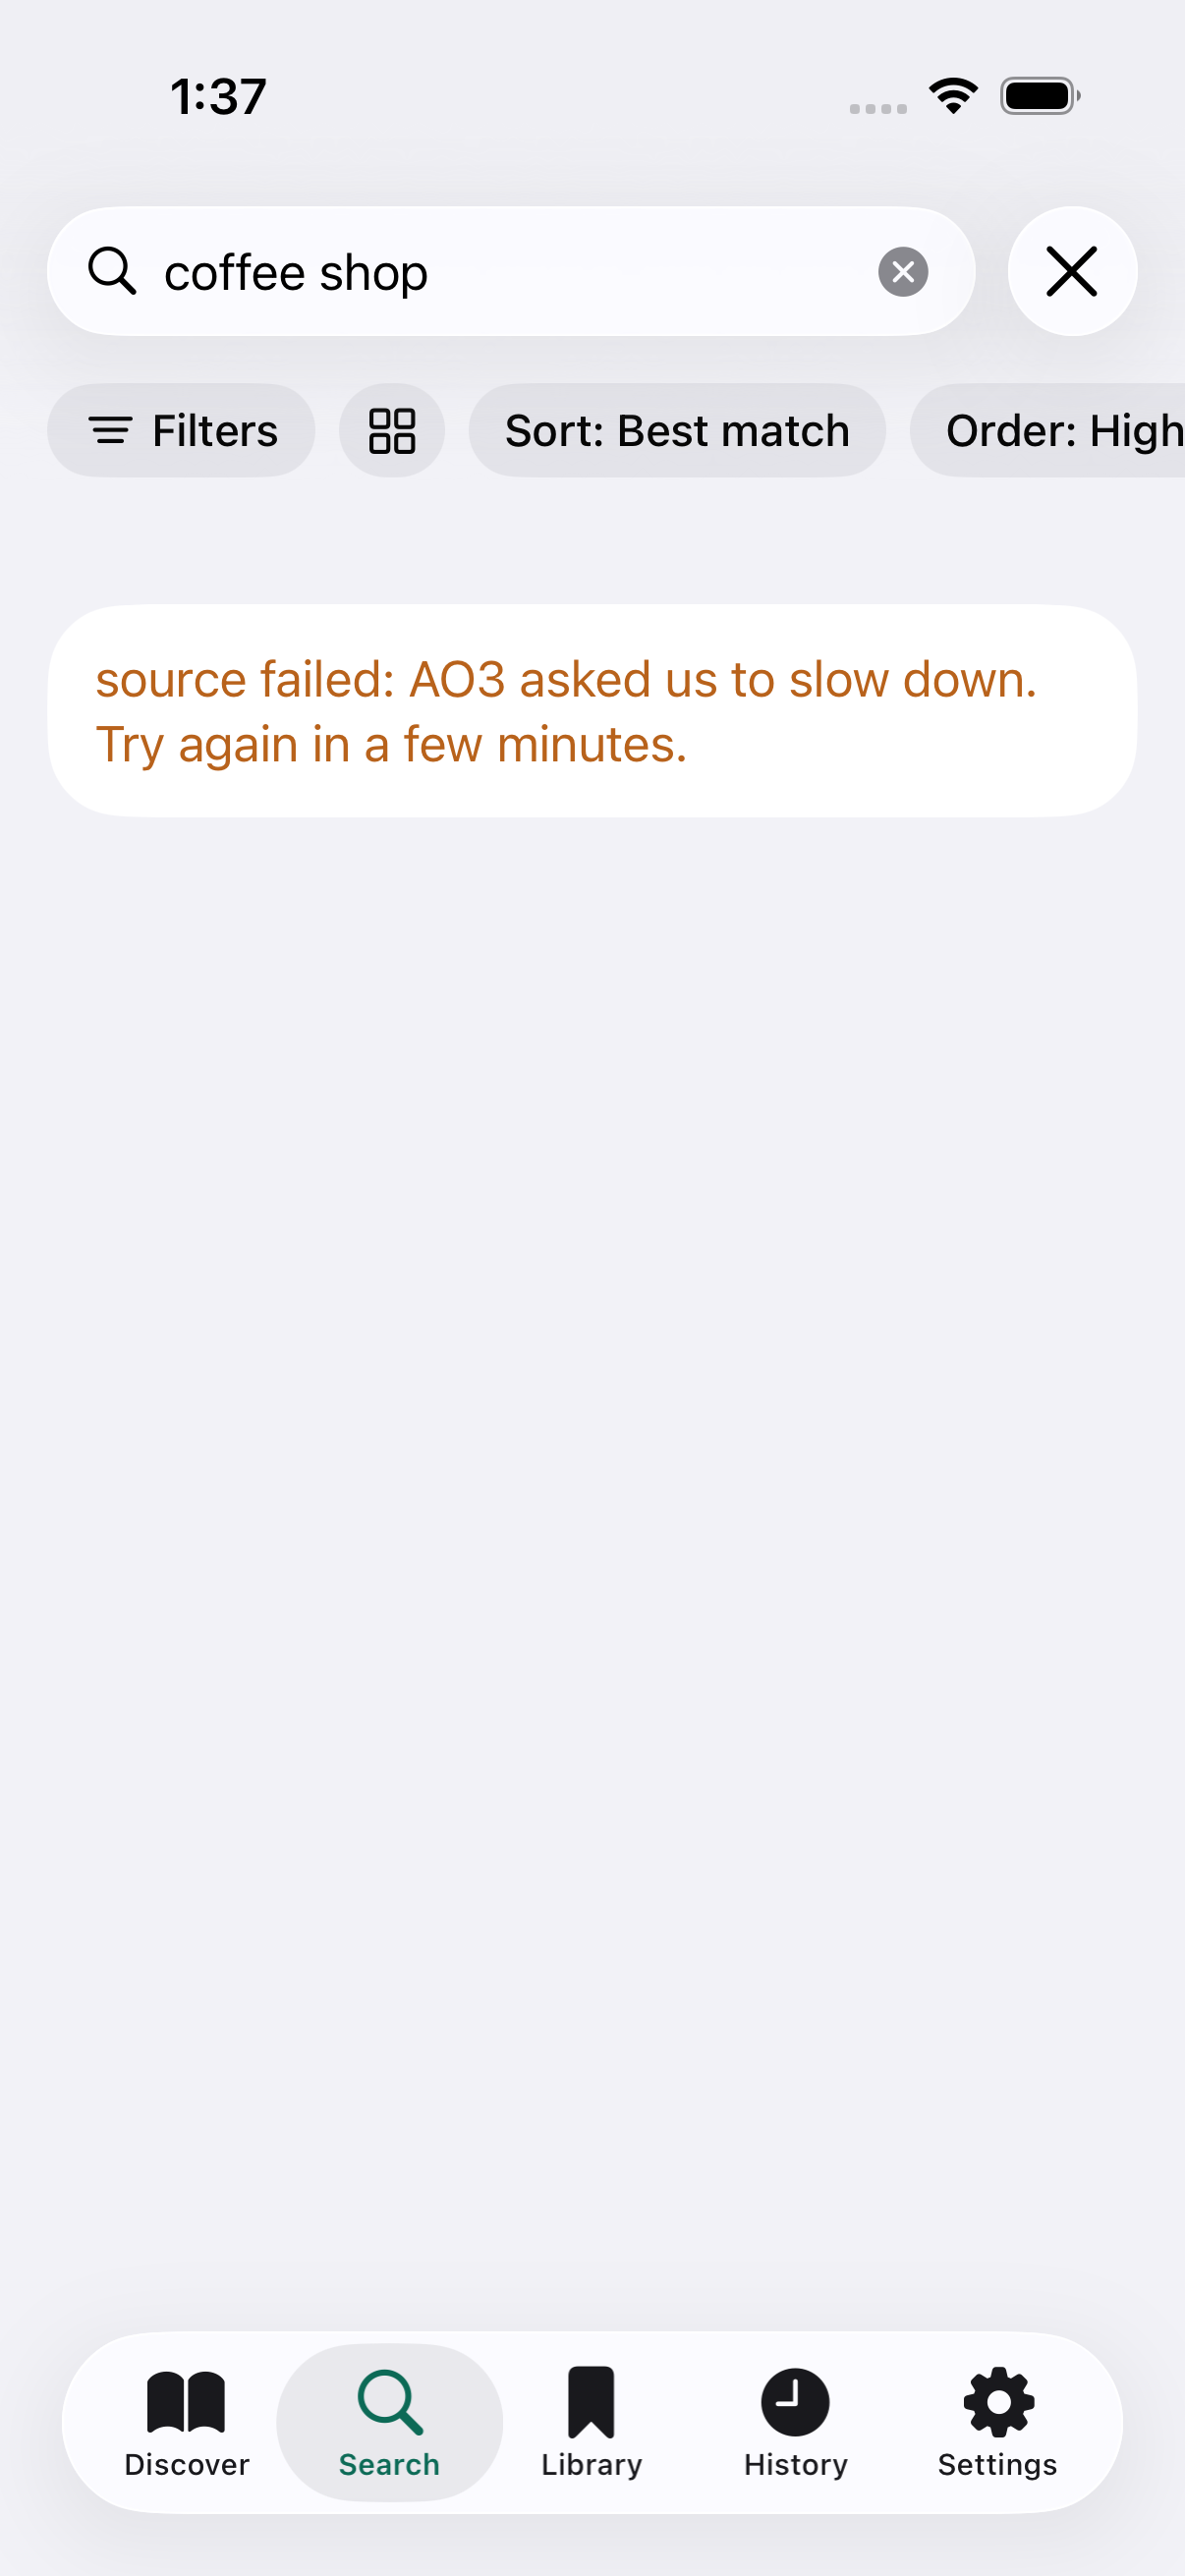 1:37
coffee shop
Filters
Sort: Best match
Order: High
source failed: AO3 asked us to slow down.
Try again in a few minutes.
Discover
Search
Library
History
Settings